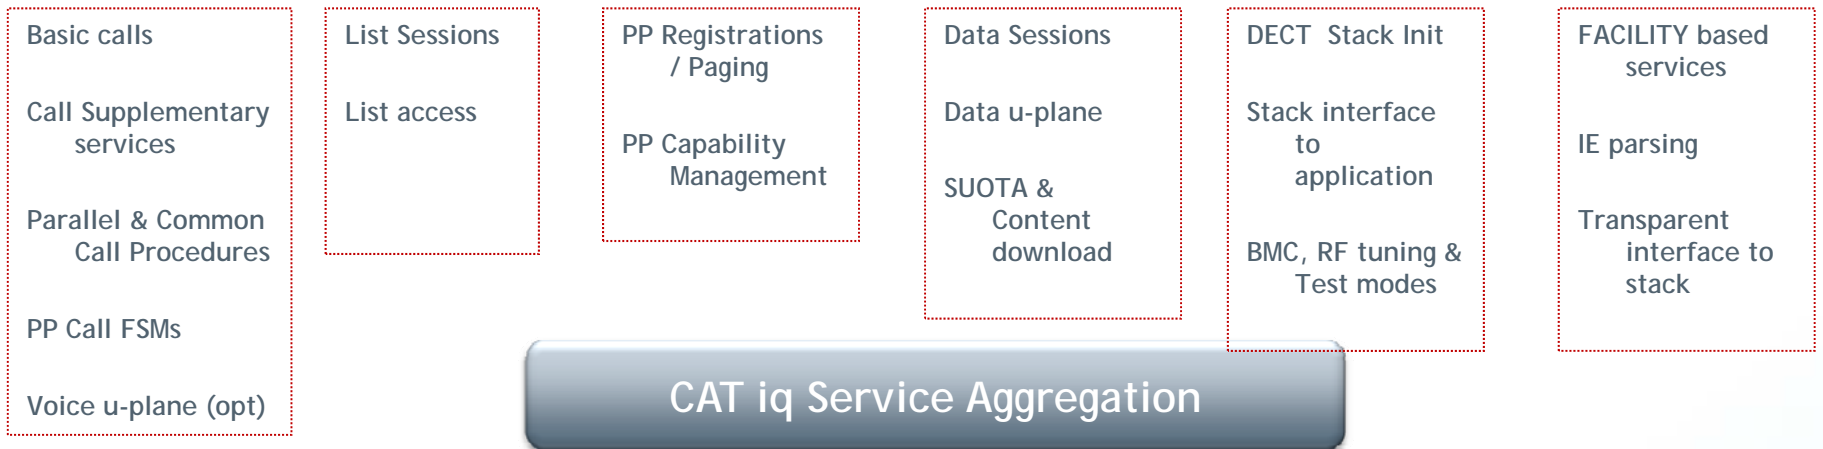 Basic calls
Call Supplementary
services
Parallel & Common
Call Procedures
PP Call FSMs
Voice u-plane (opt)
List Sessions
List access
PP Registrations
/ Paging
PP Capability
Management
Data Sessions
Data u-plane
SUOTA &
Content
download
DECT Stack Init
Stack interface
to
application
BMC, RF tuning &
Test modes
FACILITY based
services
IE parsing
Transparent
interface to
stack
CAT iq Service Aggregation